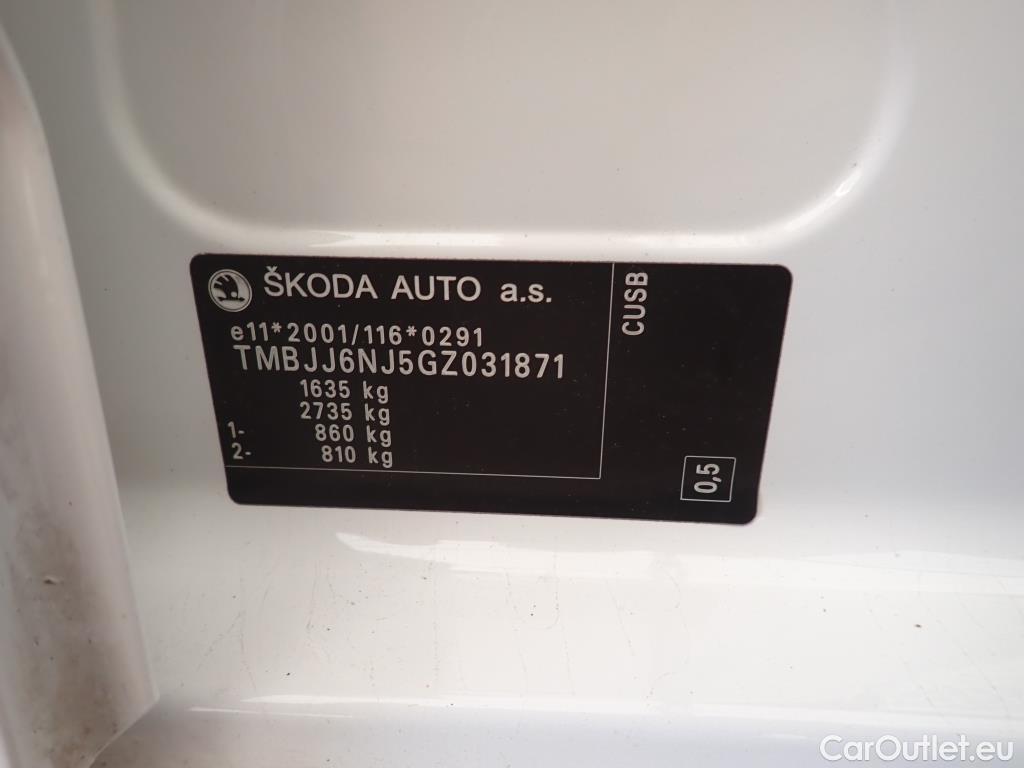 ŠKODA AUTO a.s.
e11*2001/116*0291
TMBJJ6NJ5GZ031871
1635 kg
2735 kg
1- 860 kg
2- 810 kg
CUSB
0,5
CarOutlet.eu